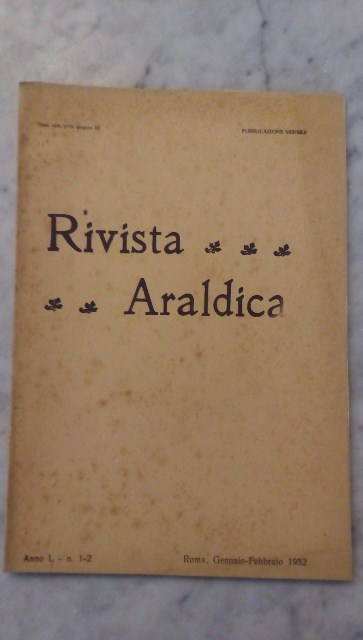 PUBBLICAZIONE MENSILE
Rivista
Araldica
Anno L - n. 1-2
Roma, Gennaio-Febbraio 1952